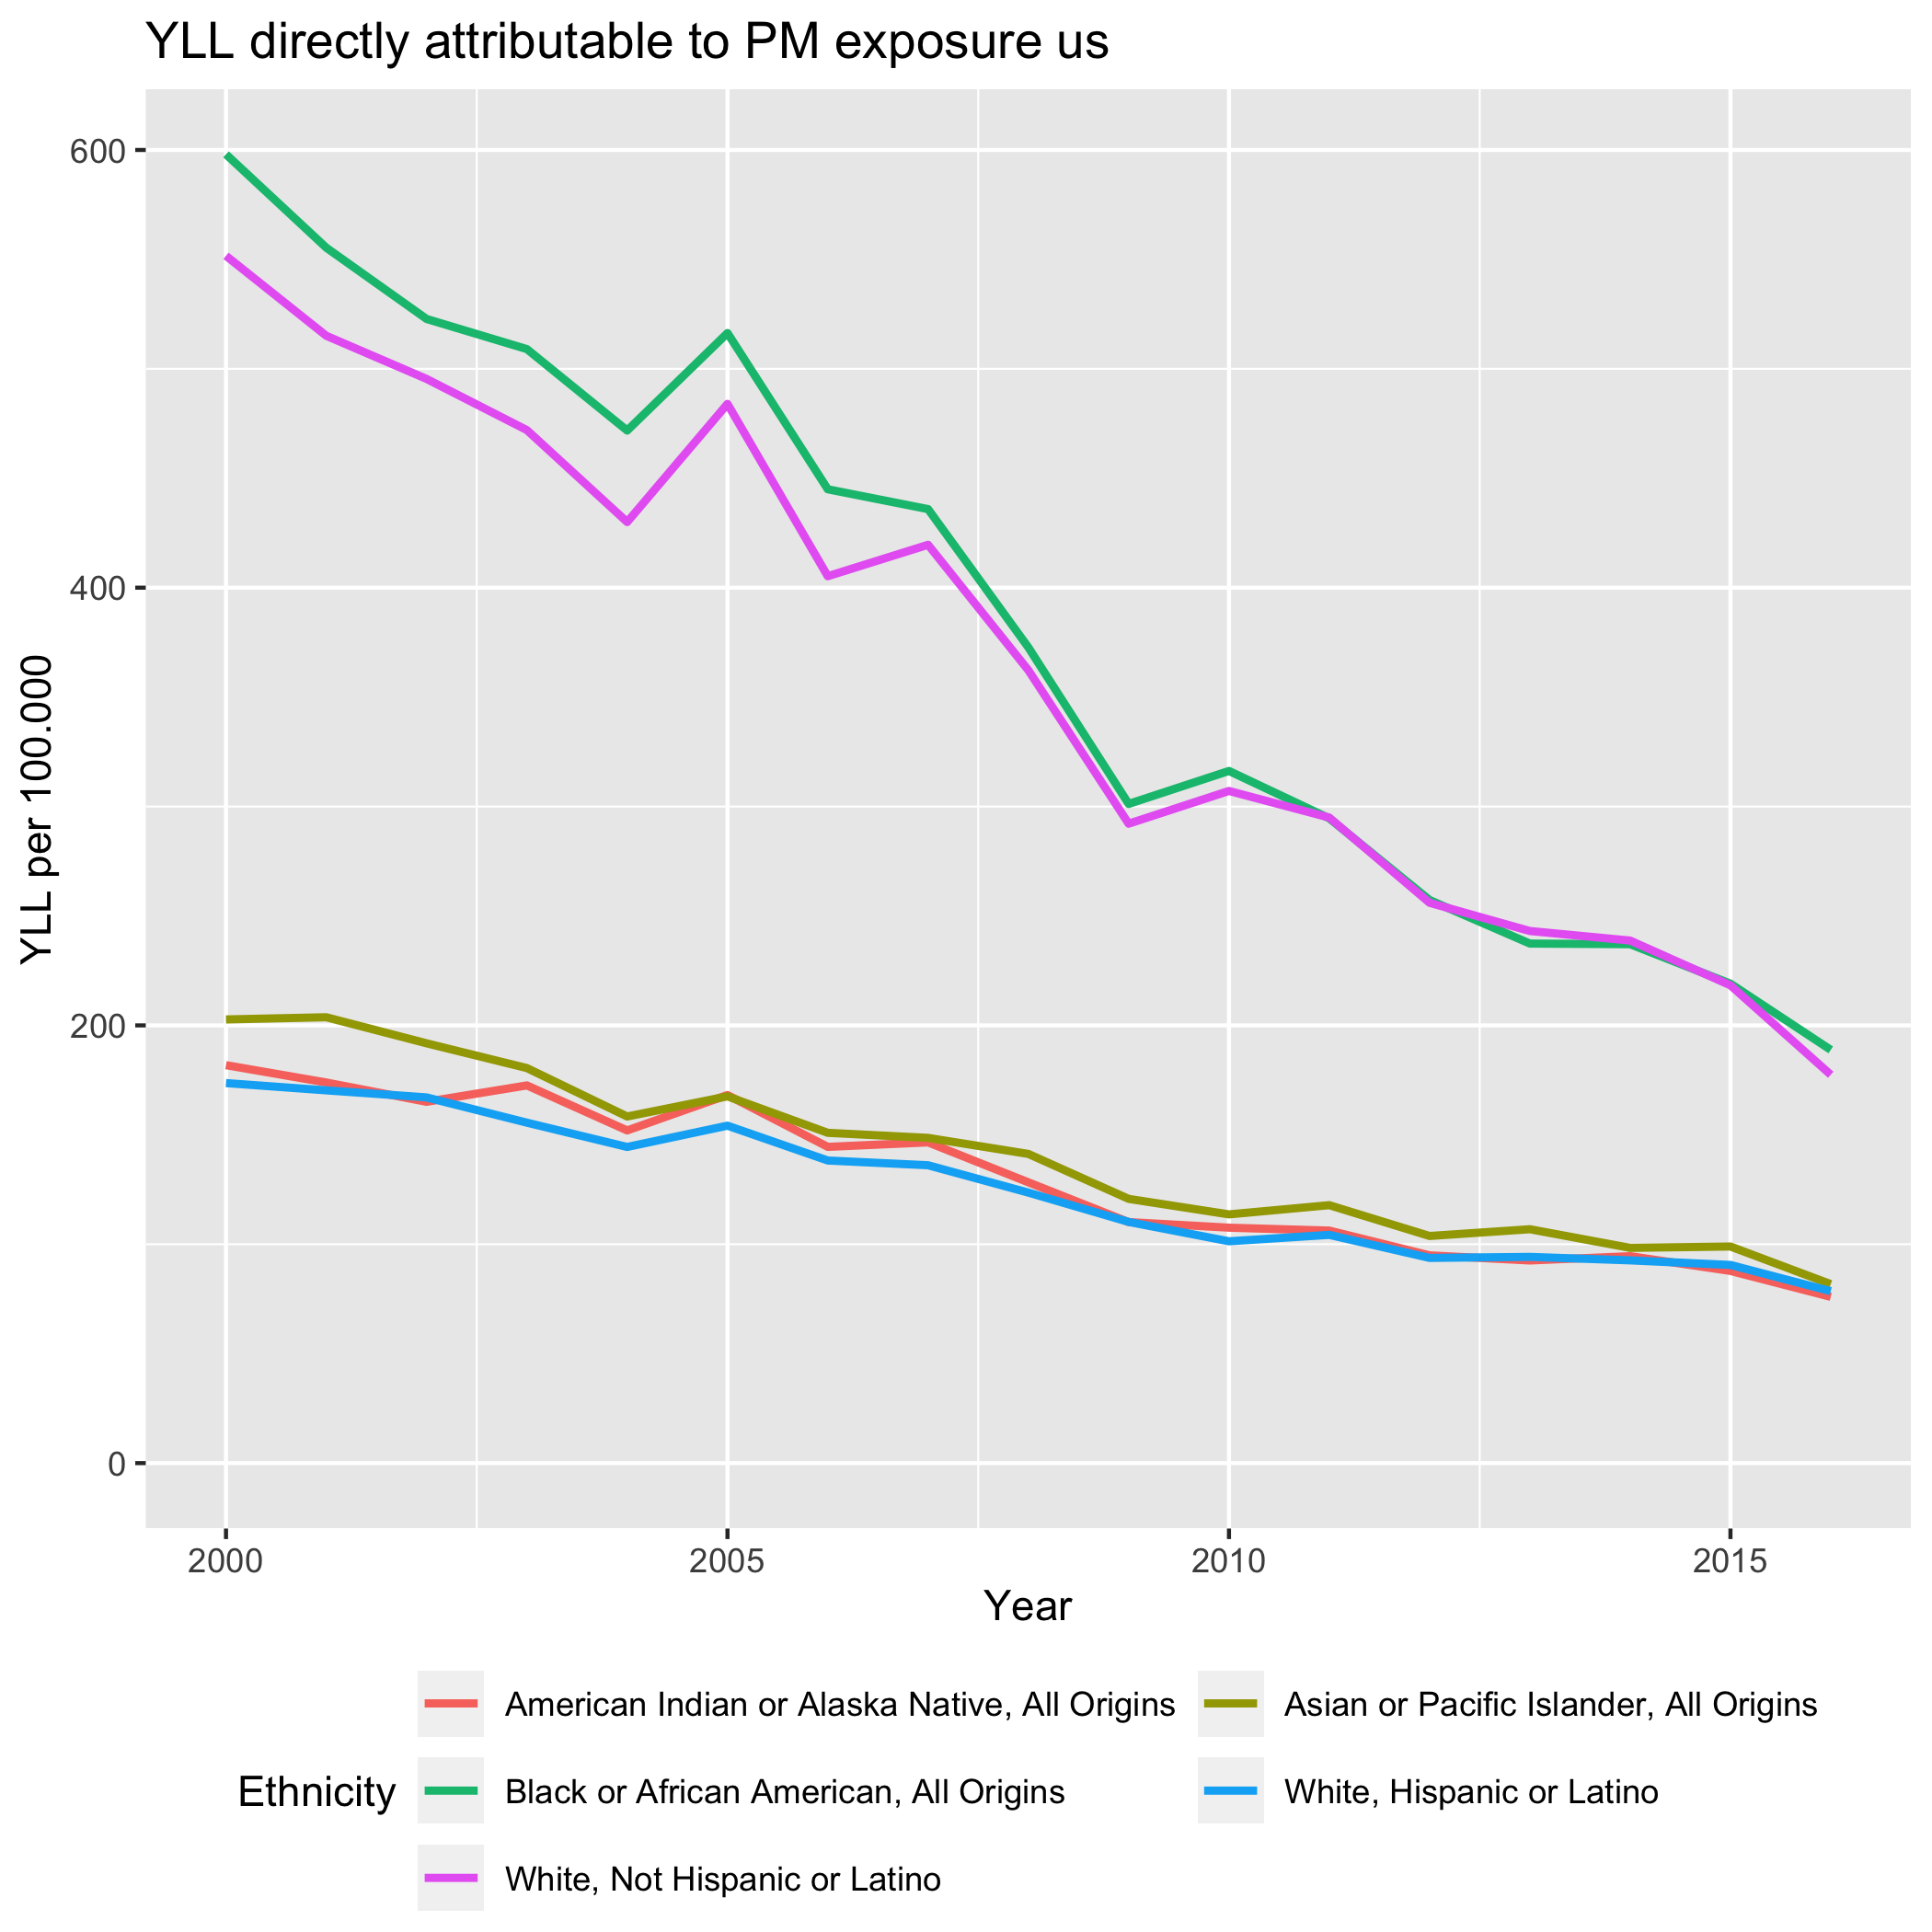 YLL directly attributable to PM exposure us
YLL per 100.000
600
400
200
0
2000 2005 2010 2015
Year
Ethnicity
American Indian or Alaska Native, All Origins
Asian or Pacific Islander, All Origins
Black or African American, All Origins
White, Hispanic or Latino
White, Not Hispanic or Latino